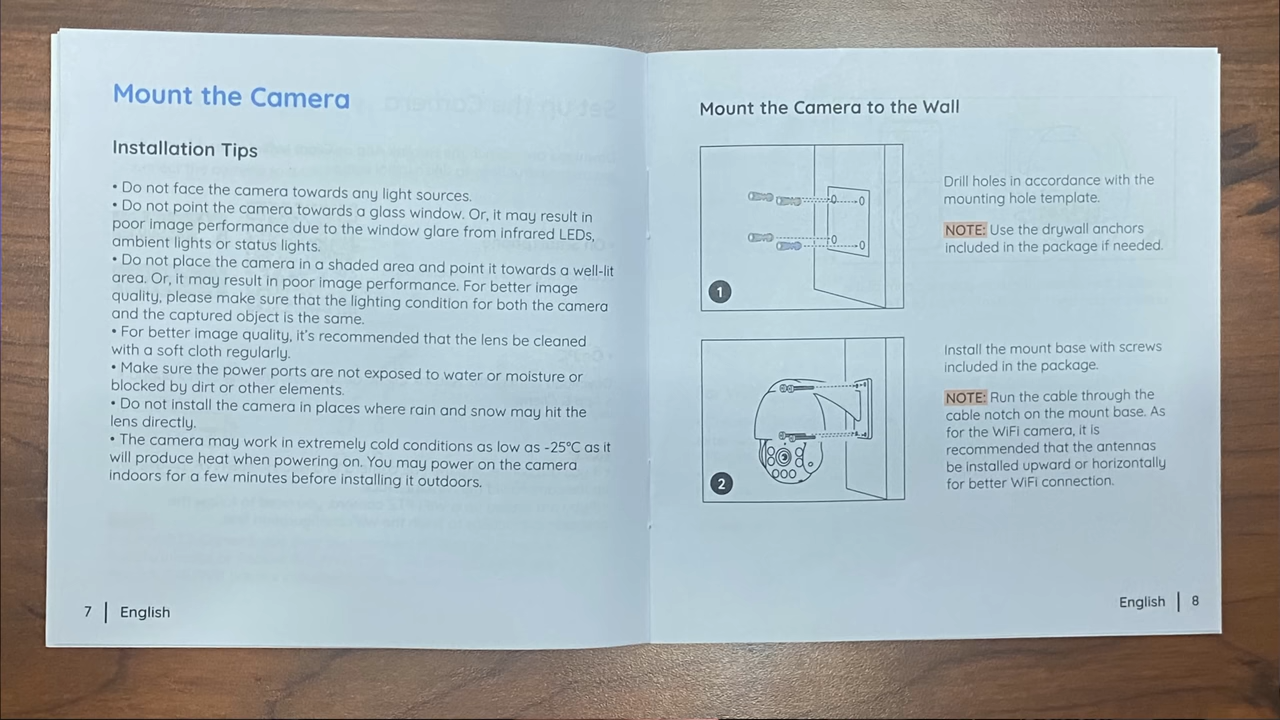 Mount the Camera
Installation Tips
• Do not face the camera towards any light sources.
• Do not point the camera towards a glass window. Or, it may result in
poor image performance due to the window glare from infrared LEDs,
ambient lights or status lights.
• Do not place the camera in a shaded area and point it towards a well-lit
area. Or, it may result in poor image performance. For better image
quality, please make sure that the lighting condition for both the camera
and the captured object is the same.
• For better image quality, it's recommended that the lens be cleaned
with a soft cloth regularly.
• Make sure the power ports are not exposed to water or moisture or
blocked by dirt or other elements.
• Do not install the camera in places where rain and snow may hit the
lens directly.
• The camera may work in extremely cold conditions as low as -25°C as it
will produce heat when powering on. You may power on the camera
indoors for a few minutes before installing it outdoors.
7 | English
Mount the Camera to the Wall
1
Drill holes in accordance with the
mounting hole template.
NOTE: Use the drywall anchors
included in the package if needed.
2
Install the mount base with screws
included in the package.
NOTE: Run the cable through the
cable notch on the mount base. As
for the WiFi camera, it is
recommended that the antennas
be installed upward or horizontally
for better WiFi connection.
English | 8